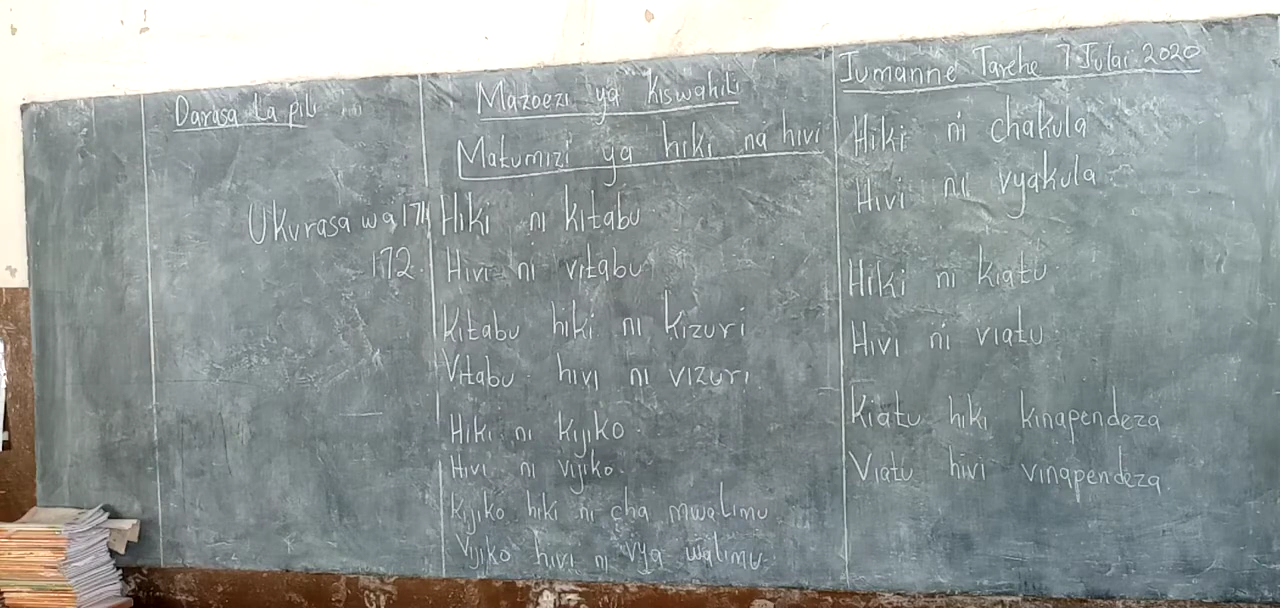 Darasa la pili
Ukurasa wa 171
172.
Mazoezi ya Kiswahili
Matumizi ya hiki na hivi
Hiki ni kitabu.
Hivi ni vitabu
Kitabu hiki ni kizuri
Vitabu hivi ni vizuri.
Hiki ni kijiko.
Hivi ni vijiko.
Kijiko hiki ni cha mwalimu
Vijiko hivi ni vya walimu.
Jumanne Tarehe 7 Julai 2020
Hiki ni chakula
Hivi ni vyakula.
Hiki ni kiatu.
Hivi ni viatu.
Kiatu hiki kinapendeza
Viatu hivi vinapendeza.